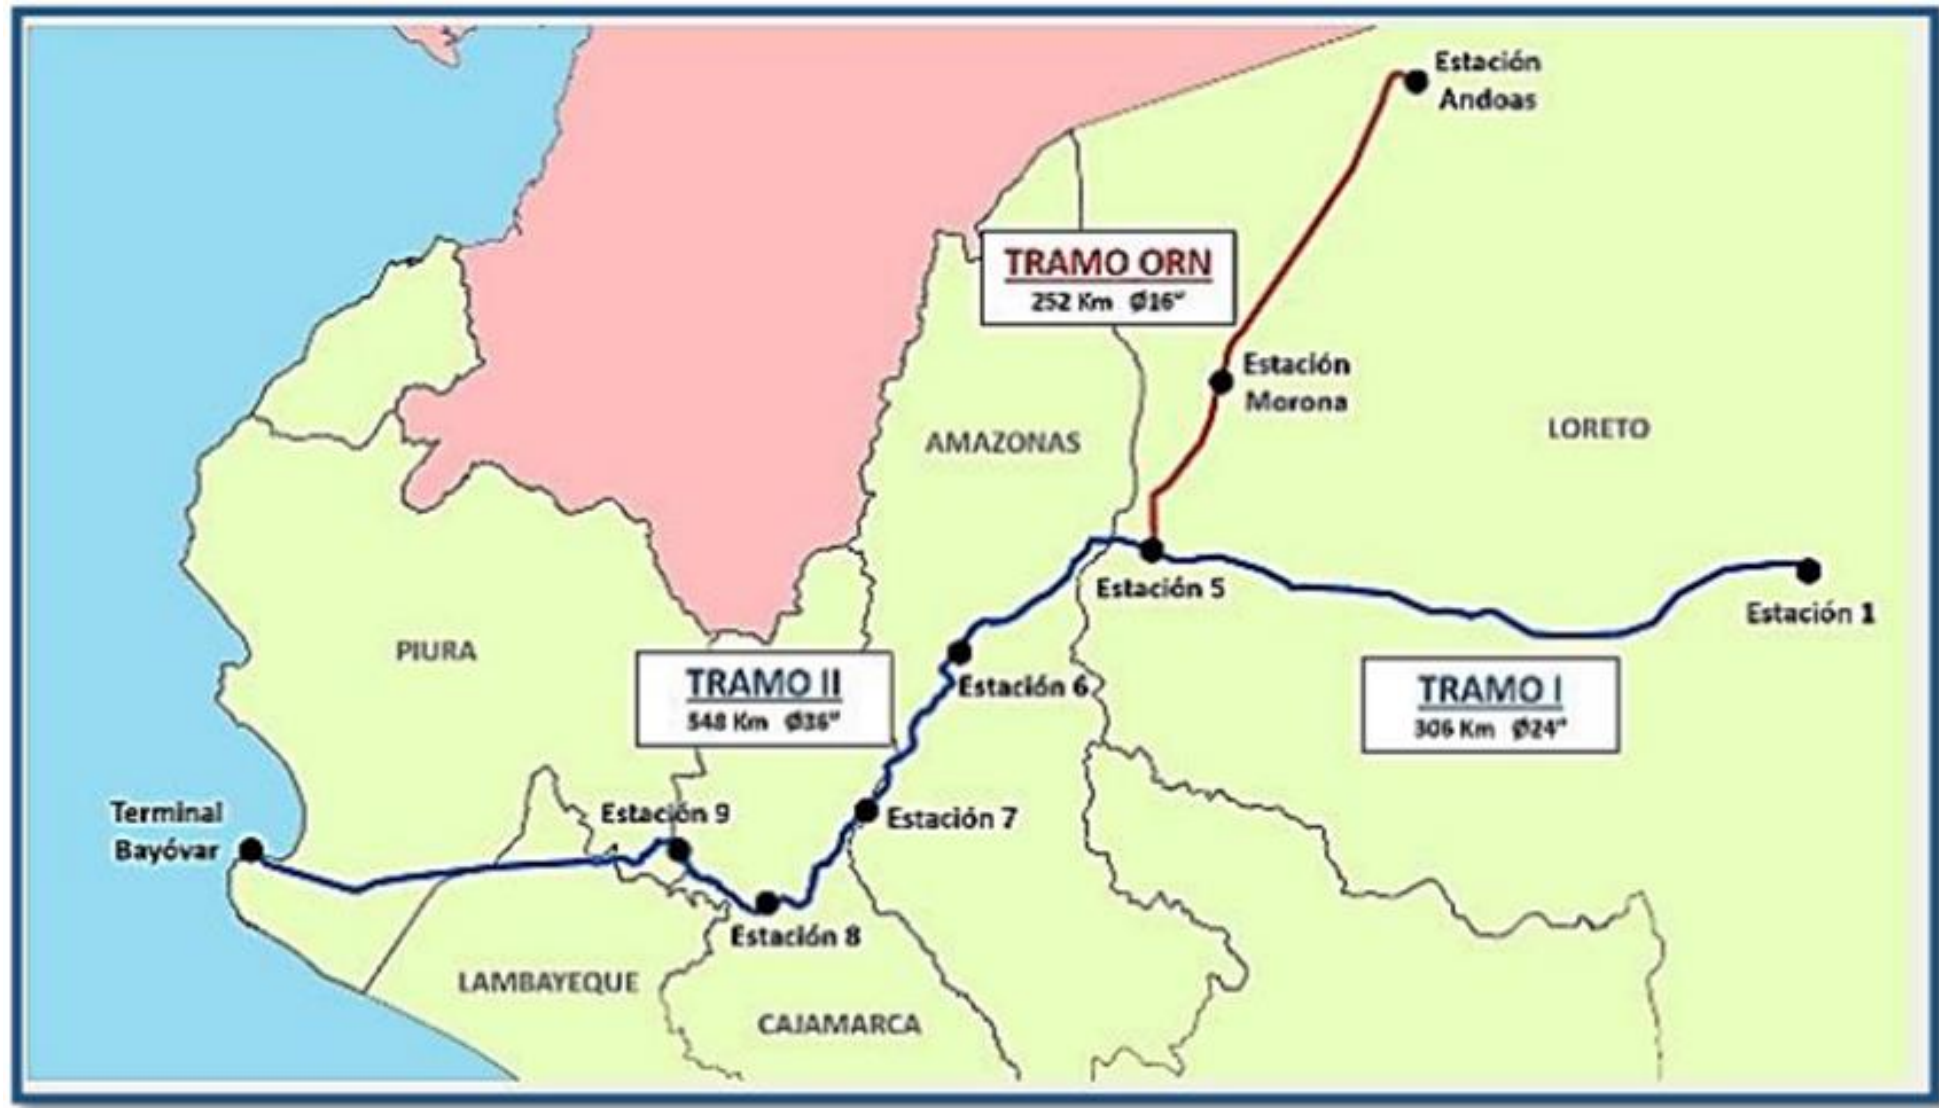 Estación
Andoas
TRAMO ORN
252 Km Ø16"
Estación
Morona
AMAZONAS
LORETO
Estación 5
Estación 1
PIURA
TRAMO II
548 Km Ø36"
Estación 6
TRAMO I
306 Km Ø24"
Terminal
Bayóvar
Estación 9
Estación 7
Estación 8
LAMBAYEQUE
CAJAMARCA